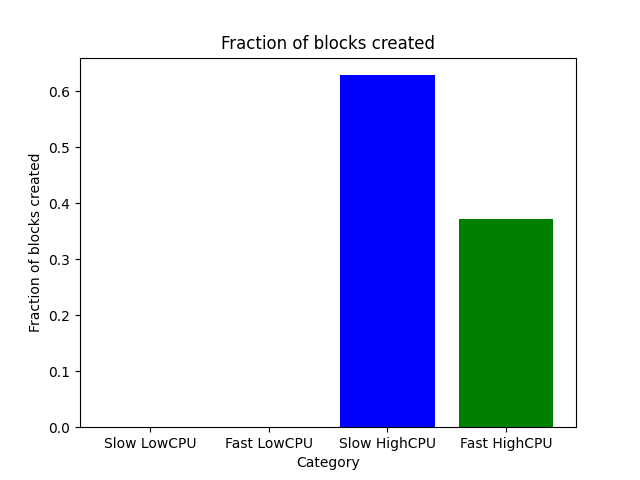 Fraction of blocks created
Fraction of blocks created
0.6
0.5
0.4
0.3
0.2
0.1
0.0
Slow LowCPU Fast LowCPU Slow HighCPU Fast HighCPU
Category